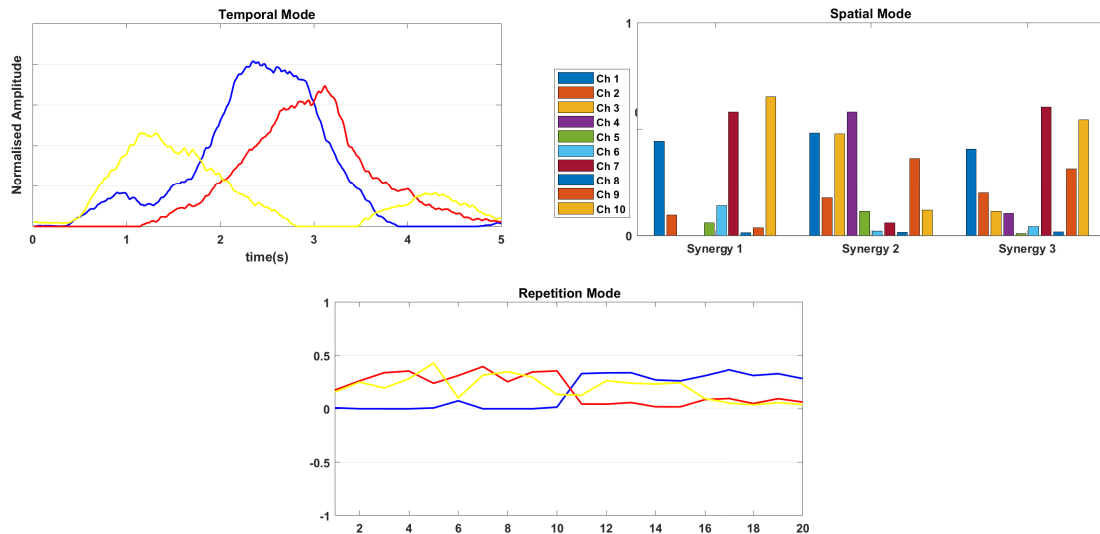 Temporal Mode
Normalised Amplitude
0 1 2 3 4 5
time(s)
Spatial Mode
1
0
Ch 1
Ch 2
Ch 3
Ch 4
Ch 5
Ch 6
Ch 7
Ch 8
Ch 9
Ch 10
Synergy 1 Synergy 2 Synergy 3
Repetition Mode
1
0.5
0
-0.5
-1
2 4 6 8 10 12 14 16 18 20